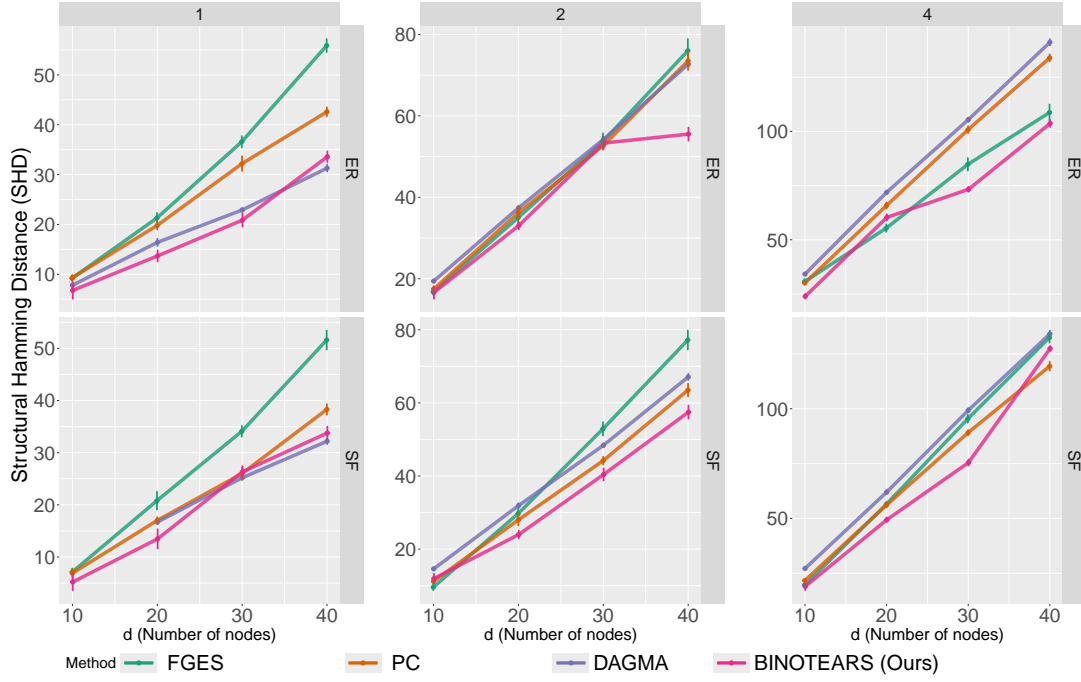 1
2
4
Structural Hamming Distance (SHD)
50
40
30
20
10
ER
80
60
40
20
ER
100
50
ER
50
40
30
20
10
SF
80
60
40
20
SF
100
50
SF
10 20 30 40
10 20 30 40
10 20 30 40
d (Number of nodes)
d (Number of nodes)
d (Number of nodes)
Method FGES PC DAGMA BINOTEARS (Ours)